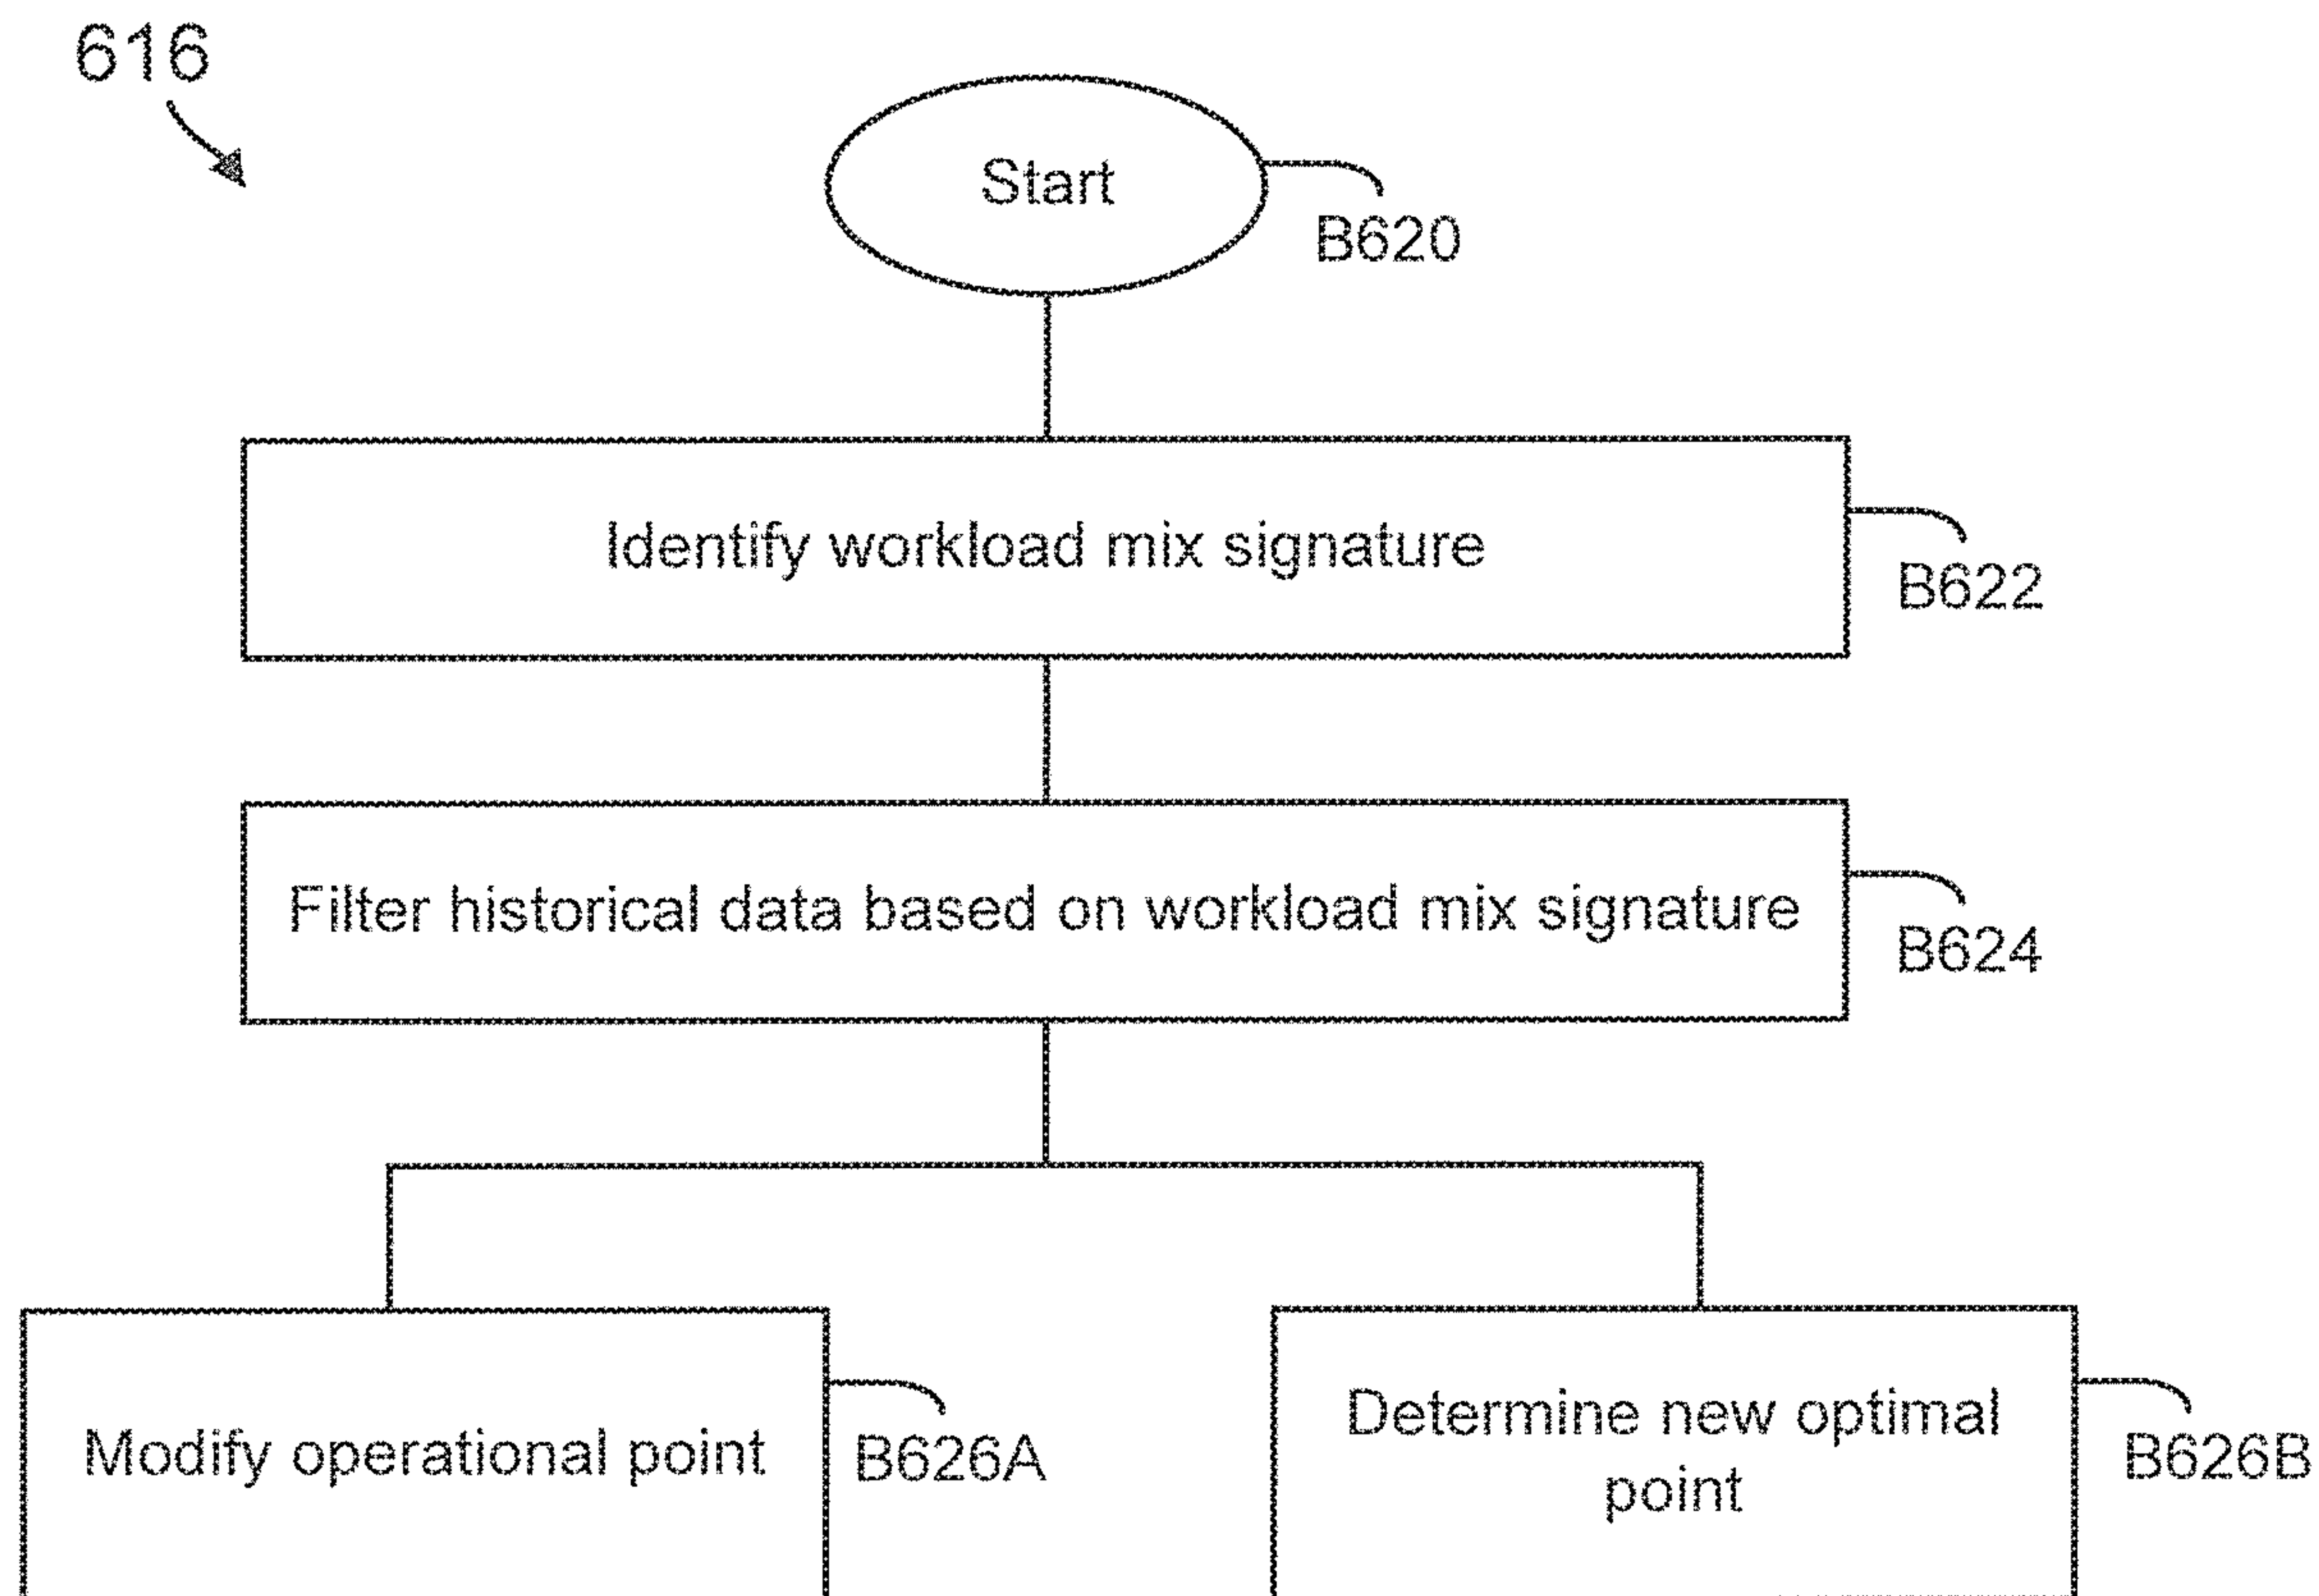 616
Start
B620
Identify workload mix signature
B622
Filter historical data based on workload mix signature
B624
Modify operational point
B626A
Determine new optimal
point
B626B